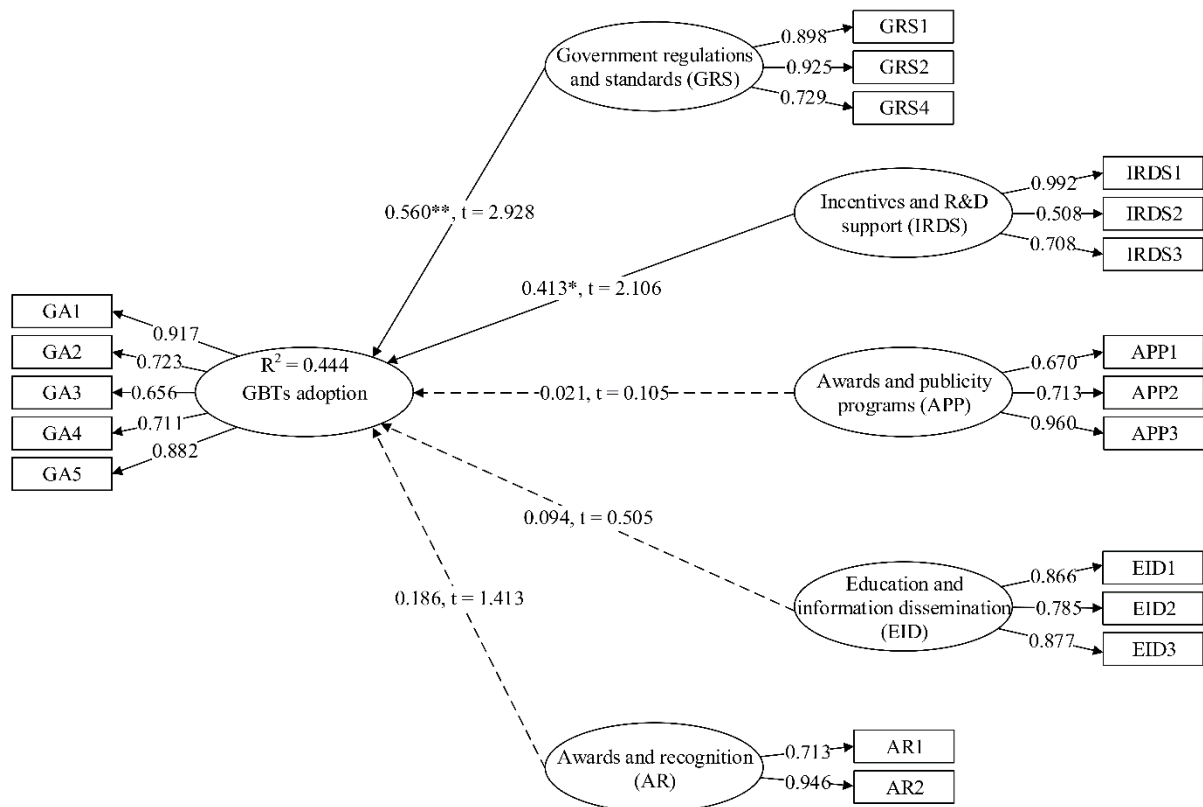 Government regulations
and standards (GRS)
0.898
GRS1
0.925
GRS2
0.729
GRS4
0.560**, t = 2.928
Incentives and R&D
support (IRDS)
0.992
IRDS1
0.508
IRDS2
0.708
IRDS3
0.413*, t = 2.106
GA1
0.917
GA2
0.723
GA3
0.656
GA4
0.711
GA5
0.882
R² = 0.444
GBTs adoption
0.021, t = 0.105
Awards and publicity
programs (APP)
0.670
APP1
0.713
APP2
0.960
APP3
0.094, t = 0.505
Education and
information dissemination
(EID)
0.866
EID1
0.785
EID2
0.877
EID3
0.186, t = 1.413
Awards and recognition
(AR)
0.713
AR1
0.946
AR2